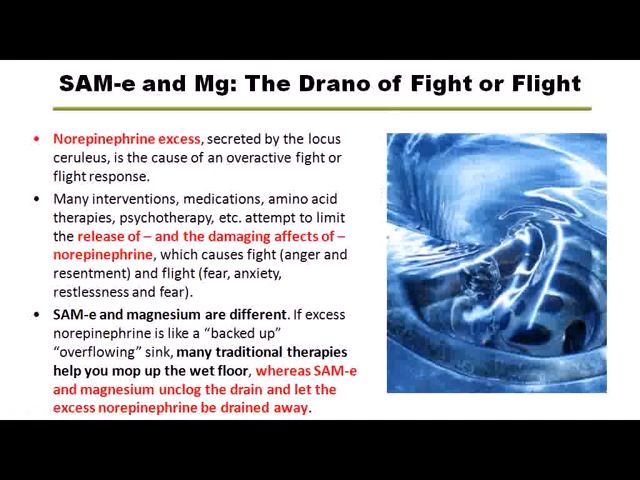 SAM-e and Mg: The Drano of Fight or Flight
• Norepinephrine excess, secreted by the locus
ceruleus, is the cause of an overactive fight or
flight response.
• Many interventions, medications, amino acid
therapies, psychotherapy, etc. attempt to limit
the release of – and the damaging affects of –
norepinephrine, which causes fight (anger and
resentment) and flight (fear, anxiety,
restlessness and fear).
• SAM-e and magnesium are different. If excess
norepinephrine is like a “backed up”
“overflowing” sink, many traditional therapies
help you mop up the wet floor, whereas SAM-e
and magnesium unclog the drain and let the
excess norepinephrine be drained away.